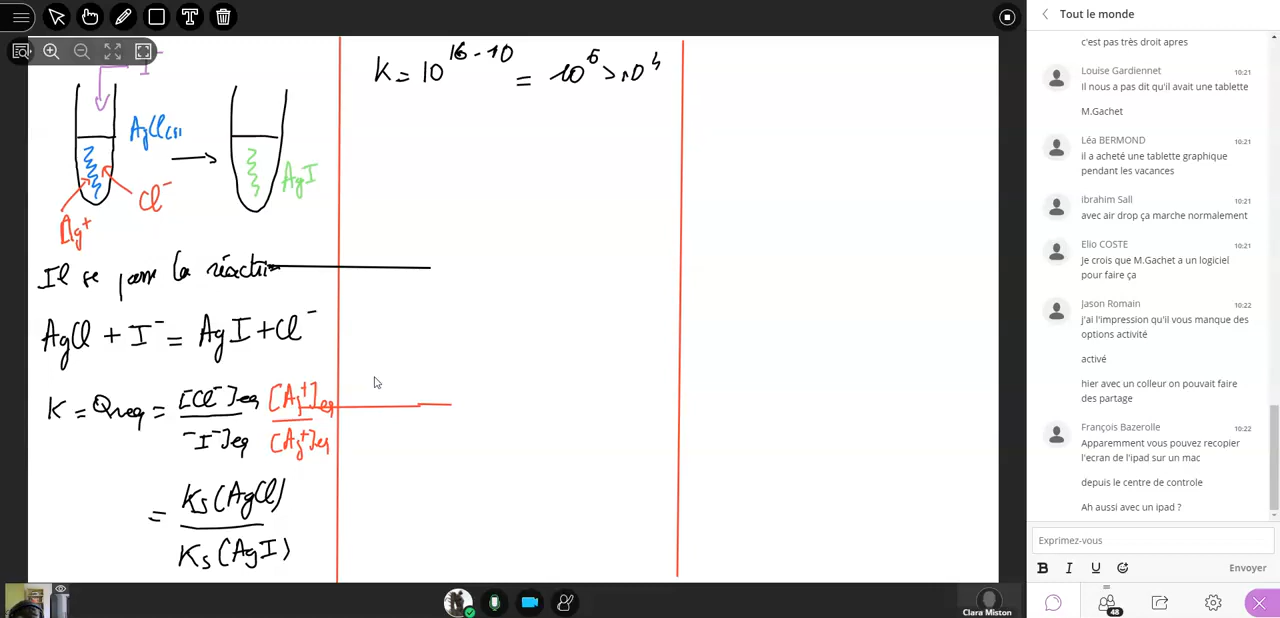 I⁻
AgCl(s)
AgI
Cl⁻
Ag⁺
Il se passe la réaction
AgCl + I⁻ = AgI + Cl⁻
K = Qreq = [Cl⁻]eq [Ag⁺]eq
[I⁻]eq [Ag⁺]eq
= Ks(AgCl)
Ks(AgI)
K = 10^16-10 = 10^6 > 10^4
Clara Miston
Tout le monde
c'est pas très droit apres
Louise Gardiennet 10:21
Il nous a pas dit qu'il avait une tablette
M.Gachet
Léa BERMOND 10:21
il a acheté une tablette graphique
pendant les vacances
ibrahim Sall 10:21
avec air drop ça marche normalement
Elio COSTE 10:21
Je crois que M.Gachet a un logiciel
pour faire ça
Jason Romain 10:22
j'ai l'impression qu'il vous manque des
options activité
activé
hier avec un colleur on pouvait faire
des partage
François Bazerolle 10:22
Apparemment vous pouvez recopier
l'ecran de l'ipad sur un mac
depuis le centre de controle
Ah aussi avec un ipad ?
Exprimez-vous
B I U Envoyer
48